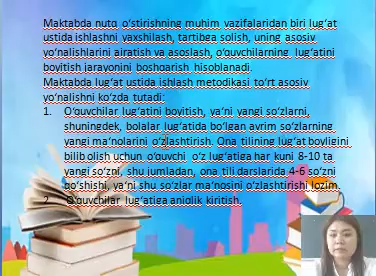 Maktabda nutq o'stirishning muhim vazifalaridan biri lug'at
ustida ishlashni yaxshilash, tartibga solish, uning asosiy
yo'nalishlarini ajratish va asoslash, o'quvchilarning lug'atini
boyitish jarayonini boshqarish hisoblanadi.
Maktabda lug'at ustida ishlash metodikasi to'rt asosiy
yo'nalishni ko'zda tutadi:
1. O'quvchilar lug'atini boyitish, ya'ni yangi so'zlarni,
shuningdek, bolalar lug'atida bo'lgan ayrim so'zlarning
yangi ma'nolarini o'zlashtirish. Ona tilining lug'at boyligini
bilib olish uchun o'quvchi o'z lug'atiga har kuni 8-10 ta
yangi so'zni, shu jumladan, ona tili darslarida 4-6 so'zni
qo'shishi, ya'ni shu so'zlar ma'nosini o'zlashtirishi lozim.
2. O'quvchilar lug'atiga aniqlik kiritish.